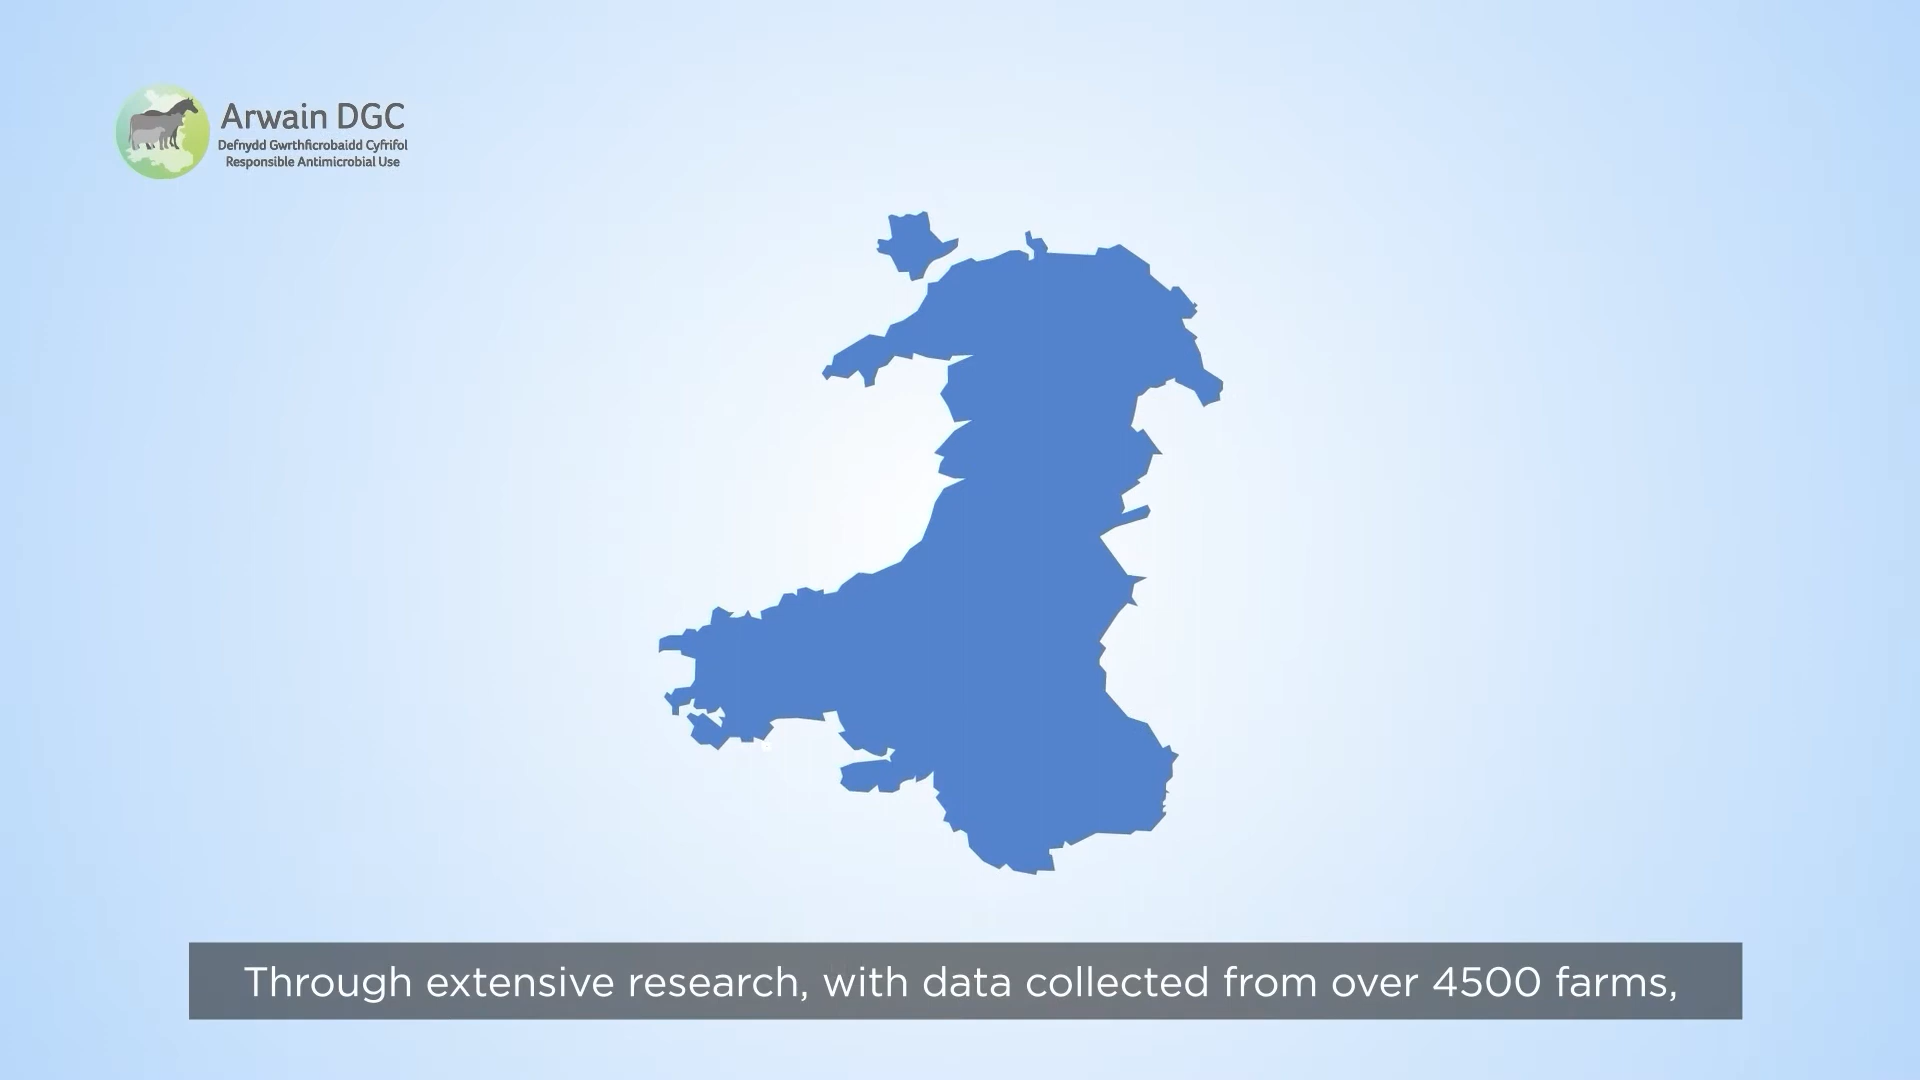 Arwain DGC
Defnydd Gwrthficrobaidd Cyfrifol
Responsible Antimicrobial Use
Through extensive research, with data collected from over 4500 farms,